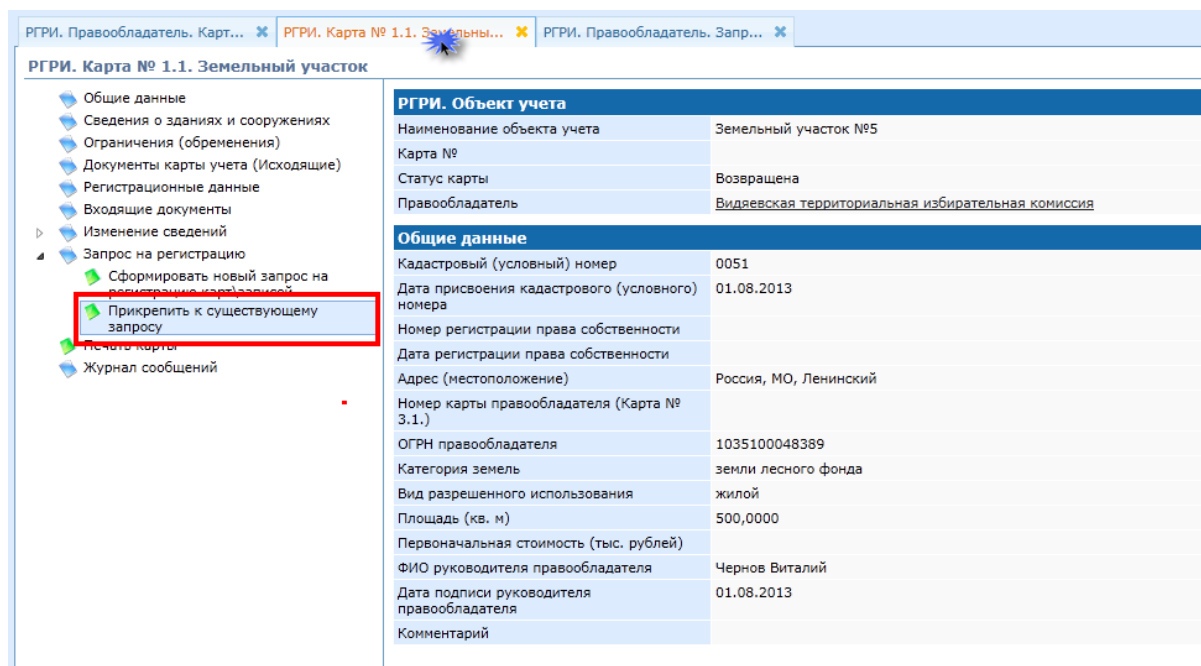 РГРИ. Правообладатель. Карт...
РГРИ. Карта № 1.1. Земельны...
РГРИ. Правообладатель. Запр...
РГРИ. Карта № 1.1. Земельный участок
Общие данные
Сведения о зданиях и сооружениях
Ограничения (обременения)
Документы карты учета (Исходящие)
Регистрационные данные
Входящие документы
Изменение сведений
Запрос на регистрацию
Сформировать новый запрос на
регистрацию карт\записей
Прикрепить к существующему
запросу
Печать карты
Журнал сообщений
РГРИ. Объект учета
Наименование объекта учета Земельный участок №5
Карта №
Статус карты Возвращена
Правообладатель Видяевская территориальная избирательная комиссия
Общие данные
Кадастровый (условный) номер 0051
Дата присвоения кадастрового (условного) 01.08.2013
номера
Номер регистрации права собственности
Дата регистрации права собственности
Адрес (местоположение) Россия, МО, Ленинский
Номер карты правообладателя (Карта №
3.1.)
ОГРН правообладателя 1035100048389
Категория земель земли лесного фонда
Вид разрешенного использования жилой
Площадь (кв. м) 500,0000
Первоначальная стоимость (тыс. рублей)
ФИО руководителя правообладателя Чернов Виталий
Дата подписи руководителя 01.08.2013
правообладателя
Комментарий